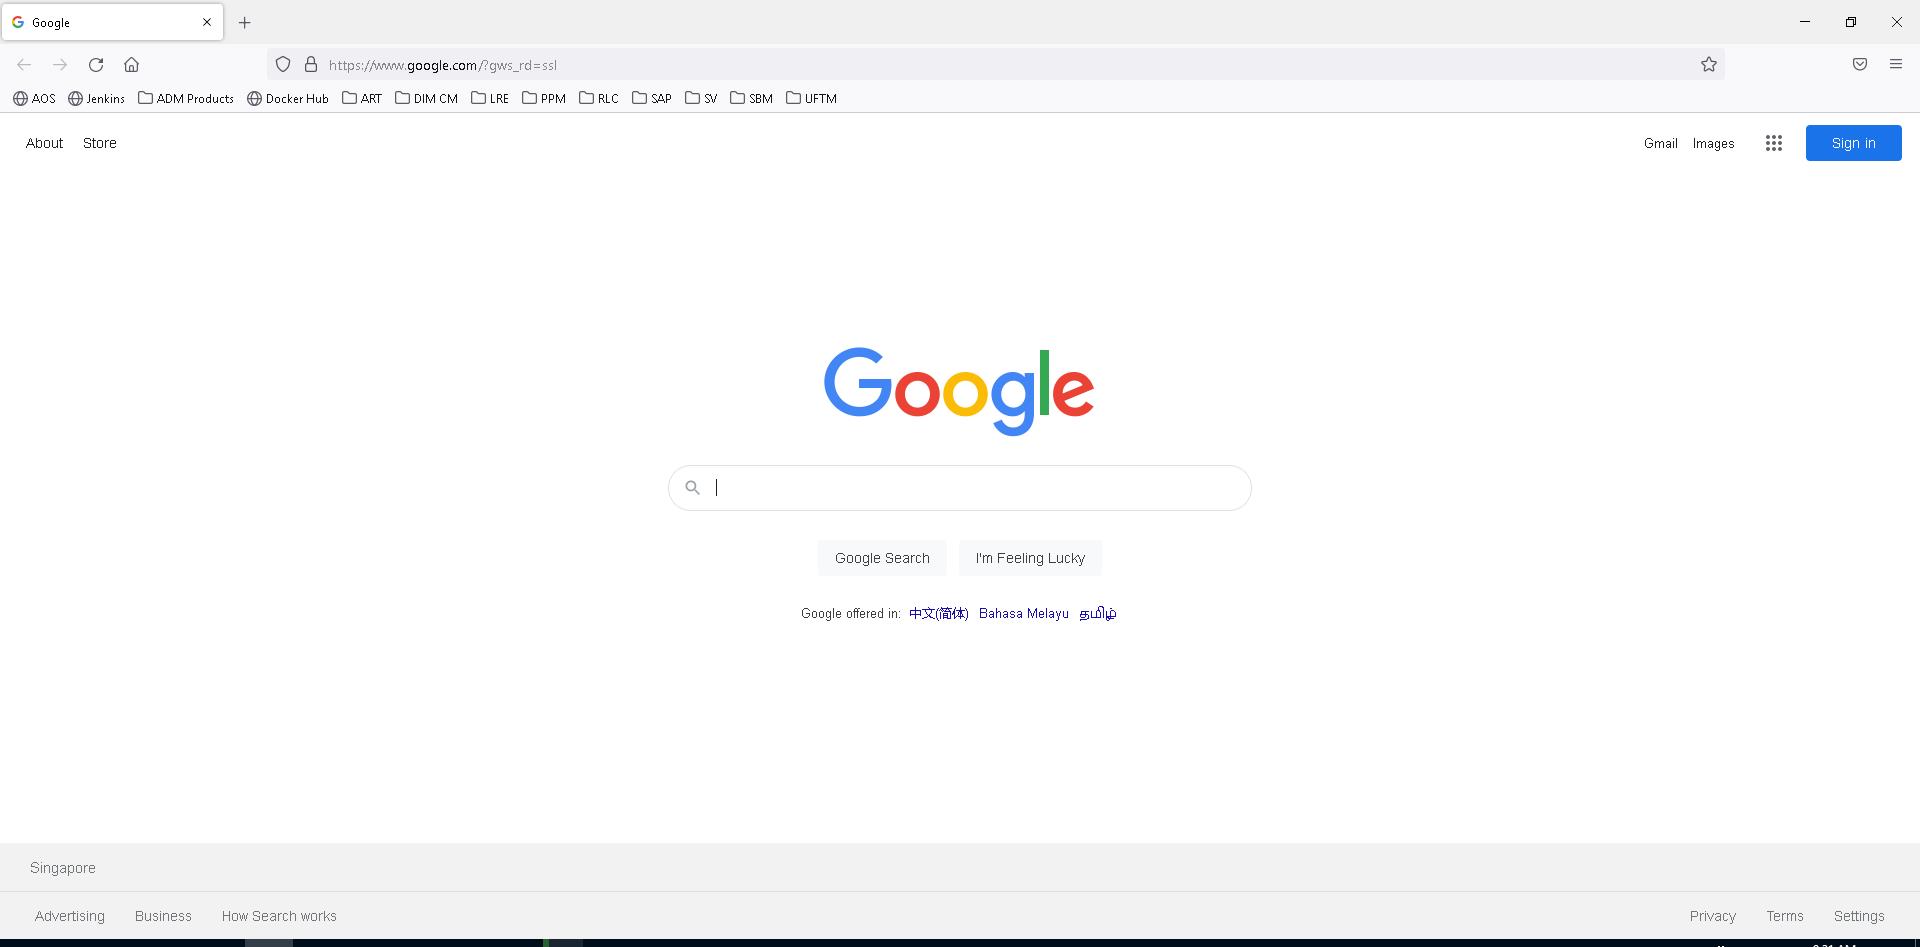 Google
https://www.google.com/?gws_rd=ssl
AOS Jenkins ADM Products Docker Hub ART DIM CM LRE PPM RLC SAP SV SBM UFTM
About Store Gmail Images Sign in
Google
Google Search I'm Feeling Lucky
Google offered in: 中文(简体) Bahasa Melayu தமிழ்
Singapore
Advertising Business How Search works Privacy Terms Settings